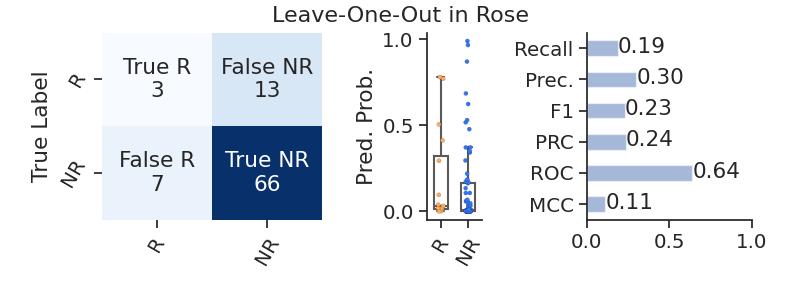 Leave-One-Out in Rose
True Label
R
NR
True R
3
False NR
13
False R
7
True NR
66
R
NR
Pred. Prob.
1.0
0.5
0.0
R
NR
Recall
0.19
Prec.
0.30
F1
0.23
PRC
0.24
ROC
0.64
MCC
0.11
0.0
0.5
1.0